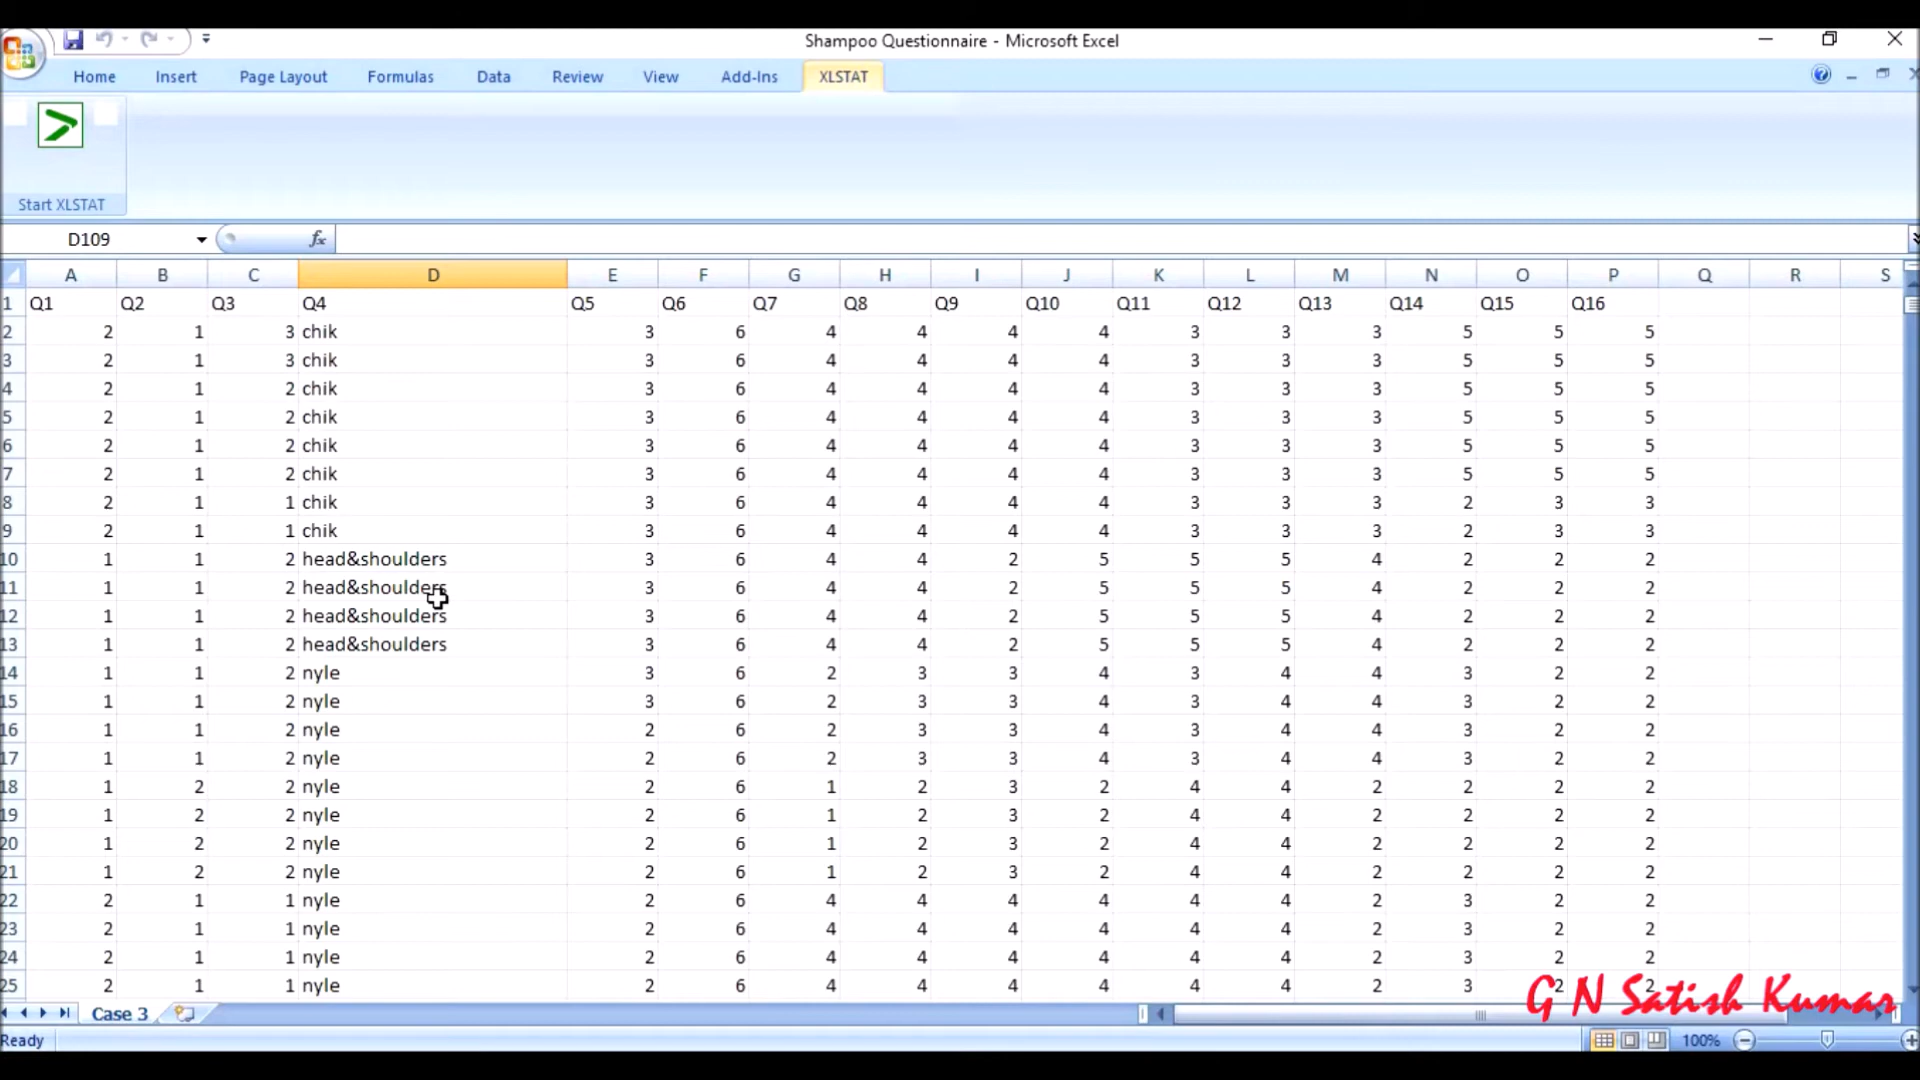 Shampoo Questionnaire - Microsoft Excel
Home Insert Page Layout Formulas Data Review View Add-Ins XLSTAT
Start XLSTAT
D109 fx
A B C D E F G H I J K L M N O P Q R S
1 Q1 Q2 Q3 Q4 Q5 Q6 Q7 Q8 Q9 Q10 Q11 Q12 Q13 Q14 Q15 Q16
2 2 1 3 chik 3 6 4 4 4 4 3 3 3 5 5 5
3 2 1 3 chik 3 6 4 4 4 4 3 3 3 5 5 5
4 2 1 2 chik 3 6 4 4 4 4 3 3 3 5 5 5
5 2 1 2 chik 3 6 4 4 4 4 3 3 3 5 5 5
6 2 1 2 chik 3 6 4 4 4 4 3 3 3 5 5 5
7 2 1 2 chik 3 6 4 4 4 4 3 3 3 5 5 5
8 2 1 1 chik 3 6 4 4 4 4 3 3 3 2 3 3
9 2 1 1 chik 3 6 4 4 4 4 3 3 3 2 3 3
10 1 1 2 head&shoulders 3 6 4 4 2 5 5 5 4 2 2 2
11 1 1 2 head&shoulders 3 6 4 4 2 5 5 5 4 2 2 2
12 1 1 2 head&shoulders 3 6 4 4 2 5 5 5 4 2 2 2
13 1 1 2 head&shoulders 3 6 4 4 2 5 5 5 4 2 2 2
14 1 1 2 nyle 3 6 2 3 3 4 3 4 4 3 2 2
15 1 1 2 nyle 3 6 2 3 3 4 3 4 4 3 2 2
16 1 1 2 nyle 2 6 2 3 3 4 3 4 4 3 2 2
17 1 1 2 nyle 2 6 2 3 3 4 3 4 4 3 2 2
18 1 2 2 nyle 2 6 1 2 3 2 4 4 2 2 2 2
19 1 2 2 nyle 2 6 1 2 3 2 4 4 2 2 2 2
20 1 2 2 nyle 2 6 1 2 3 2 4 4 2 2 2 2
21 1 2 2 nyle 2 6 1 2 3 2 4 4 2 2 2 2
22 2 1 1 nyle 2 6 4 4 4 4 4 4 2 3 2 2
23 2 1 1 nyle 2 6 4 4 4 4 4 4 2 3 2 2
24 2 1 1 nyle 2 6 4 4 4 4 4 4 2 3 2 2
25 2 1 1 nyle 2 6 4 4 4 4 4 4 2 3 2 2
G N Satish Kumar
Case 3
Ready 100%